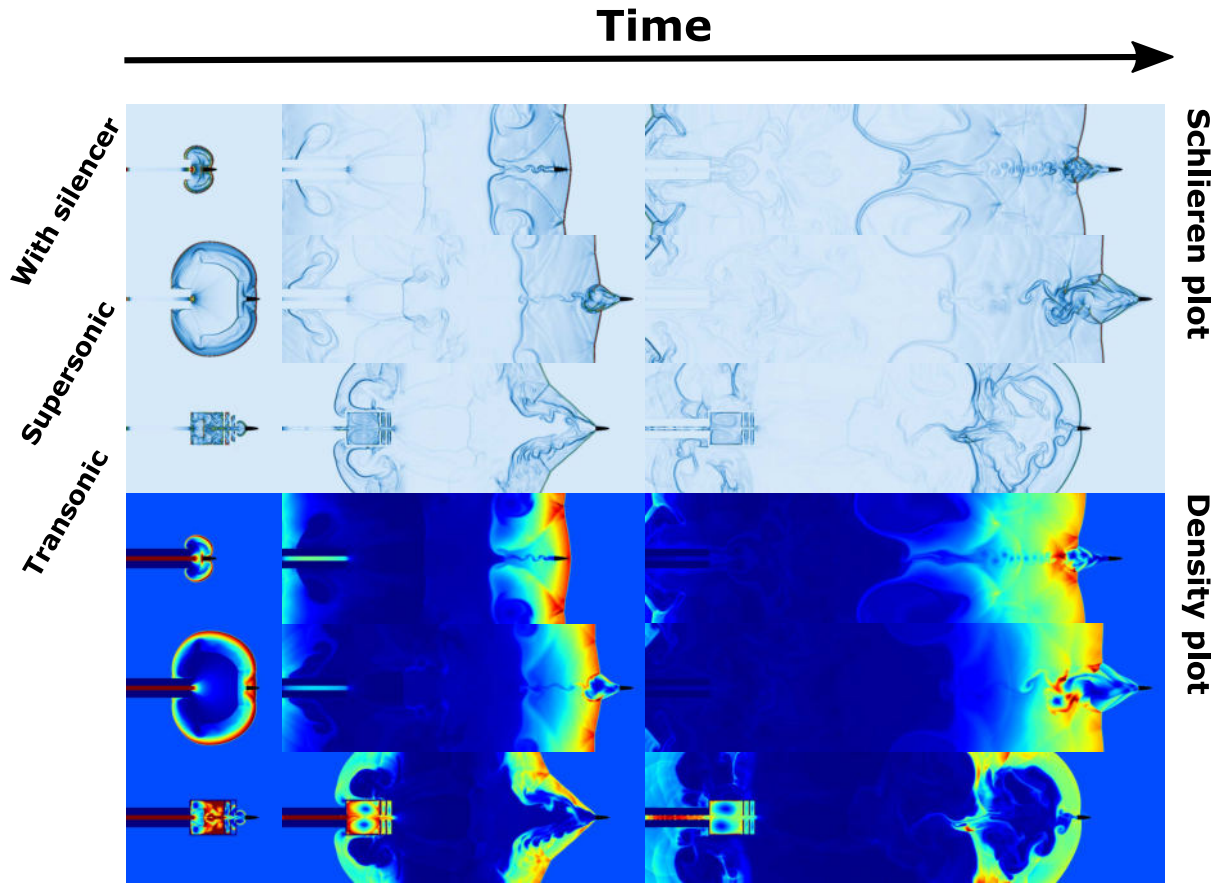 Time
With silencer
Supersonic
Transonic
Schlieren plot
Density plot